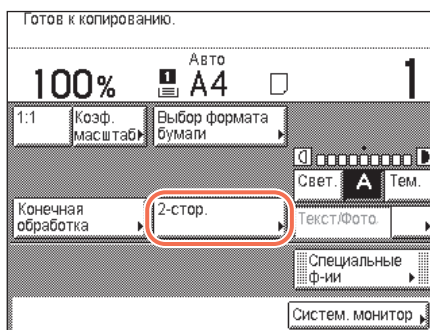 Готов к копированию.
100%
1
Авто
A4
1
1:1
Коэф. масштаб
Выбор формата бумаги
Свет.
A
Тем.
Конечная обработка
2-стор.
Текст/Фото.
Специальные ф-ии
Систем. монитор